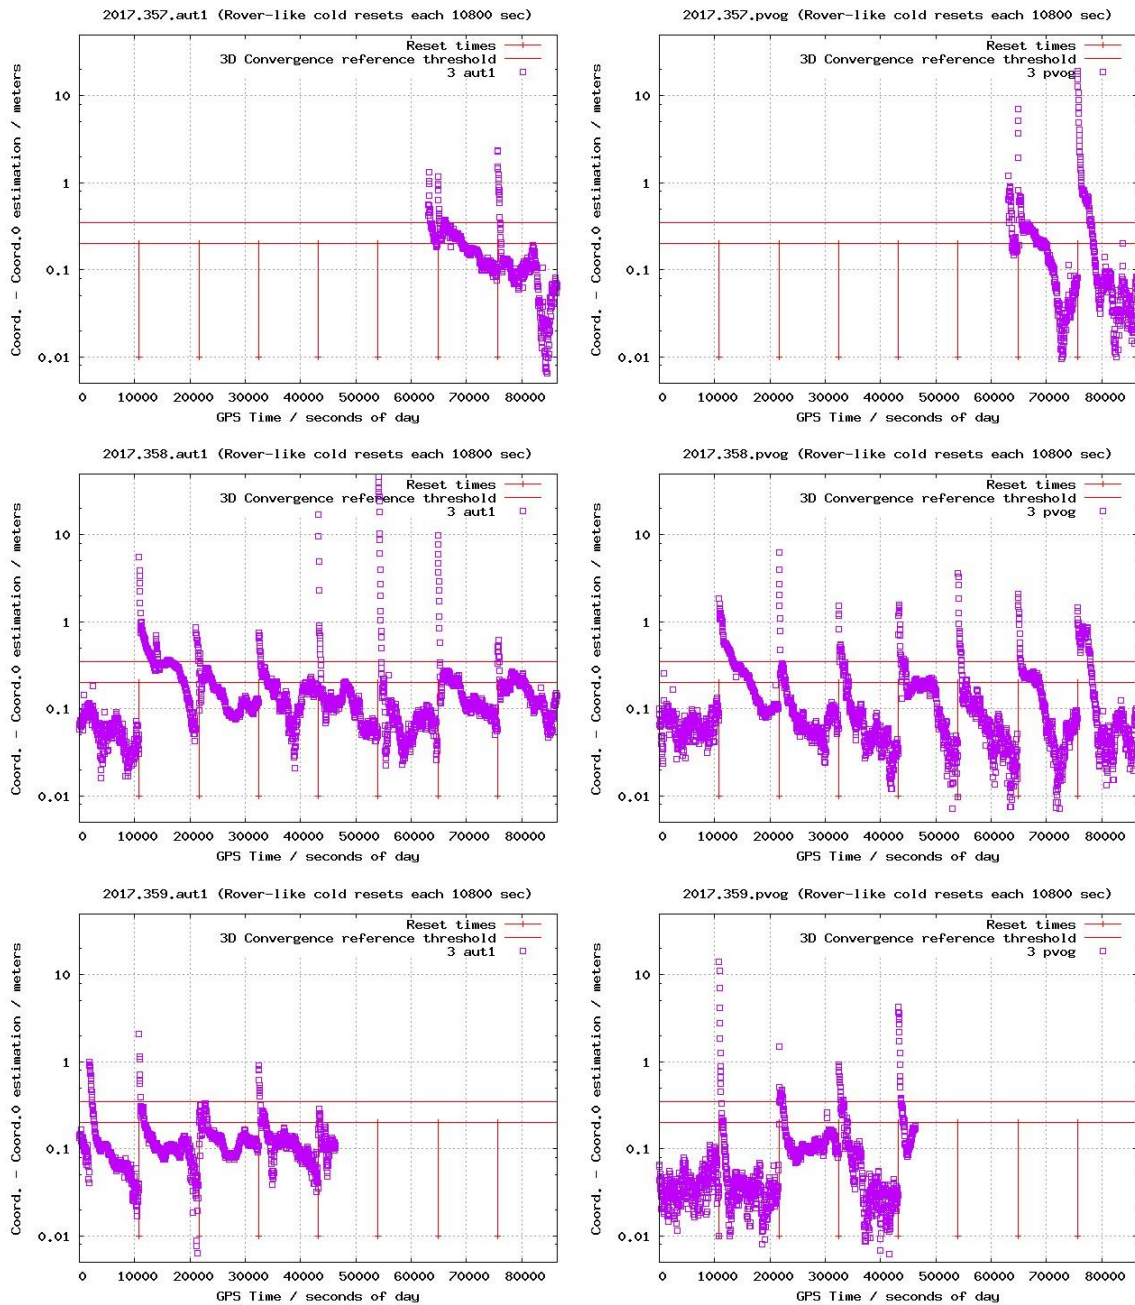 2017.357.aut1 (Rover-like cold resets each 10800 sec)
Reset times
3D Convergence reference threshold
3 aut1
Coord. - Coord.0 estimation / meters
10
1
0.1
0.01
0 10000 20000 30000 40000 50000 60000 70000 80000
GPS Time / seconds of day
2017.357.pvog (Rover-like cold resets each 10800 sec)
Reset times
3D Convergence reference threshold
3 pvog
Coord. - Coord.0 estimation / meters
10
1
0.1
0.01
0 10000 20000 30000 40000 50000 60000 70000 80000
GPS Time / seconds of day
2017.358.aut1 (Rover-like cold resets each 10800 sec)
Reset times
3D Convergence reference threshold
3 aut1
Coord. - Coord.0 estimation / meters
10
1
0.1
0.01
0 10000 20000 30000 40000 50000 60000 70000 80000
GPS Time / seconds of day
2017.358.pvog (Rover-like cold resets each 10800 sec)
Reset times
3D Convergence reference threshold
3 pvog
Coord. - Coord.0 estimation / meters
10
1
0.1
0.01
0 10000 20000 30000 40000 50000 60000 70000 80000
GPS Time / seconds of day
2017.359.aut1 (Rover-like cold resets each 10800 sec)
Reset times
3D Convergence reference threshold
3 aut1
Coord. - Coord.0 estimation / meters
10
1
0.1
0.01
0 10000 20000 30000 40000 50000 60000 70000 80000
GPS Time / seconds of day
2017.359.pvog (Rover-like cold resets each 10800 sec)
Reset times
3D Convergence reference threshold
3 pvog
Coord. - Coord.0 estimation / meters
10
1
0.1
0.01
0 10000 20000 30000 40000 50000 60000 70000 80000
GPS Time / seconds of day